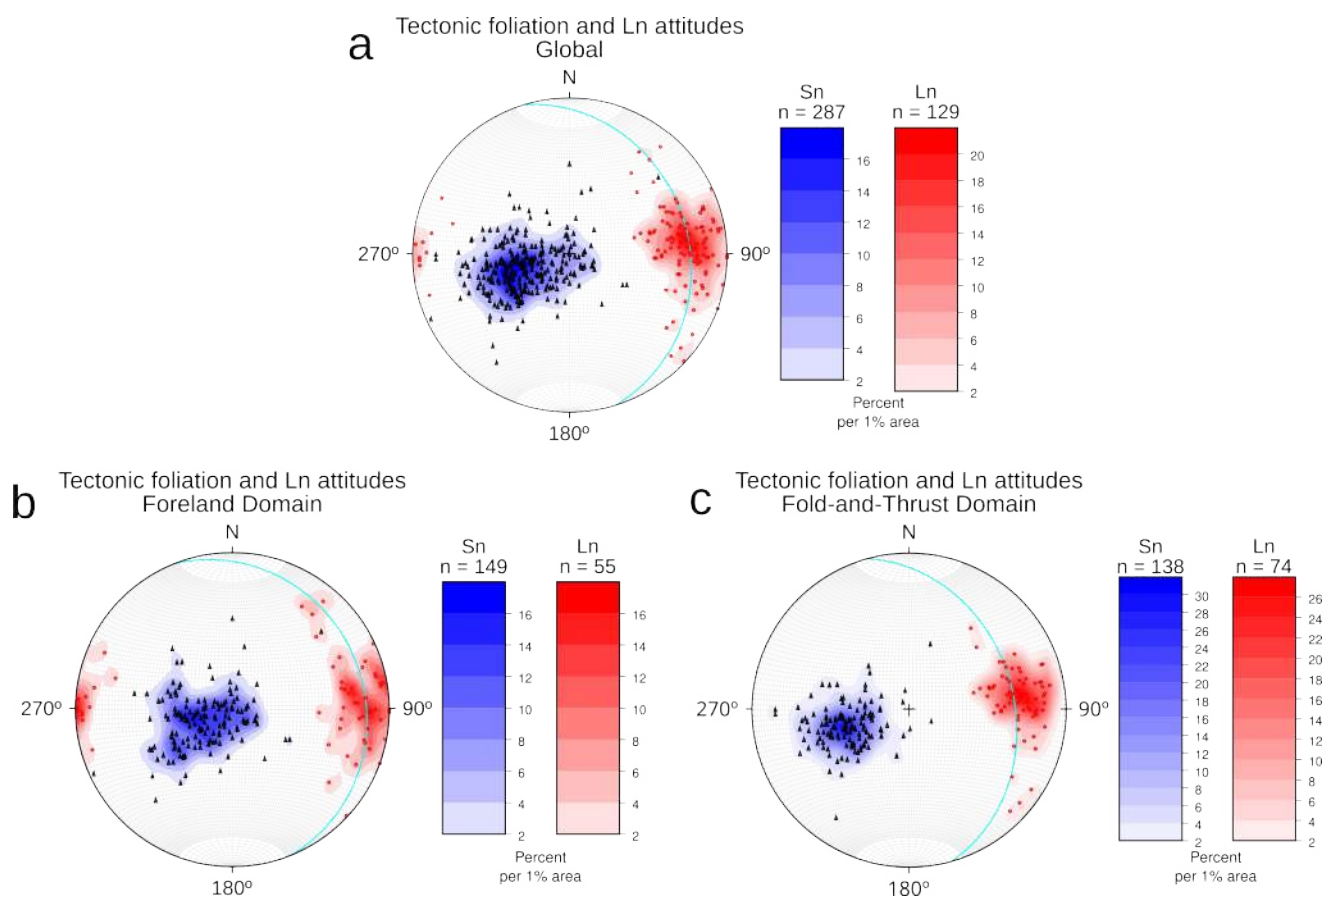 a
Tectonic foliation and Ln attitudes
Global
N
270º
90º
180º
Sn
n = 287
Ln
n = 129
16
14
12
10
8
6
4
2
20
18
16
14
12
10
8
6
4
2
Percent
per 1% area
b
Tectonic foliation and Ln attitudes
Foreland Domain
N
270º
90º
180º
Sn
n = 149
Ln
n = 55
16
14
12
10
8
6
4
2
16
14
12
10
8
6
4
2
Percent
per 1% area
c
Tectonic foliation and Ln attitudes
Fold-and-Thrust Domain
N
270º
90º
180º
Sn
n = 138
Ln
n = 74
30
28
26
24
22
20
18
16
14
12
10
8
6
4
2
26
24
22
20
18
16
14
12
10
8
6
4
2
Percent
per 1% area